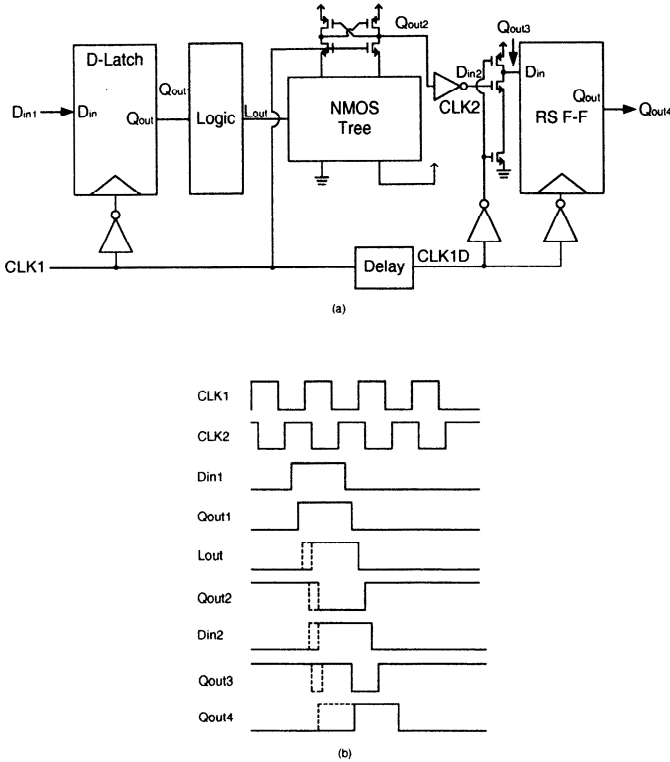 Qout2
Qout3
D-Latch
Qout
Din2
Din
Din1
Din
Qout
Logic
Lout
NMOS
Tree
CLK2
Qout
RS F-F
Qout4
CLK1
Delay
CLK1D
(a)
CLK1
CLK2
Din1
Qout1
Lout
Qout2
Din2
Qout3
Qout4
(b)